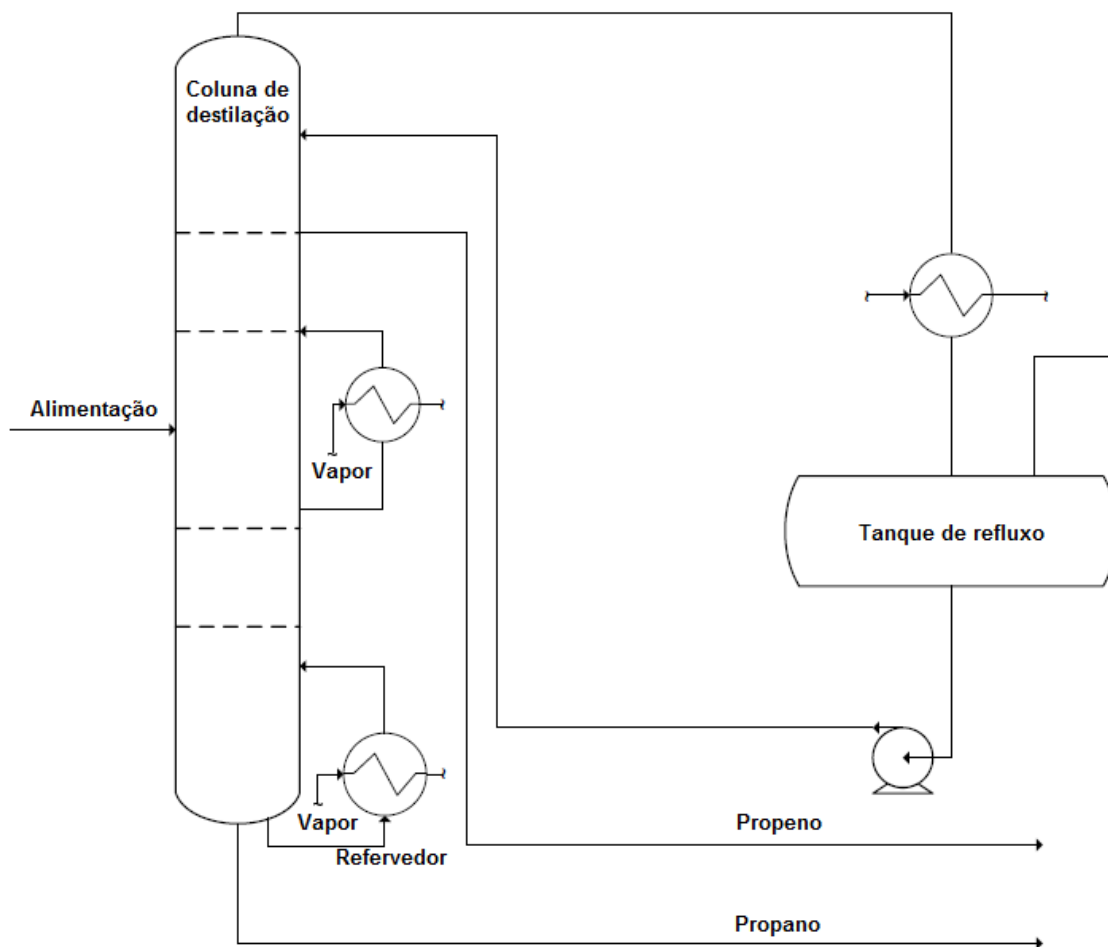 Coluna de
destilação
Alimentação
Vapor
Tanque de refluxo
Vapor
Refervedor
Propeno
Propano